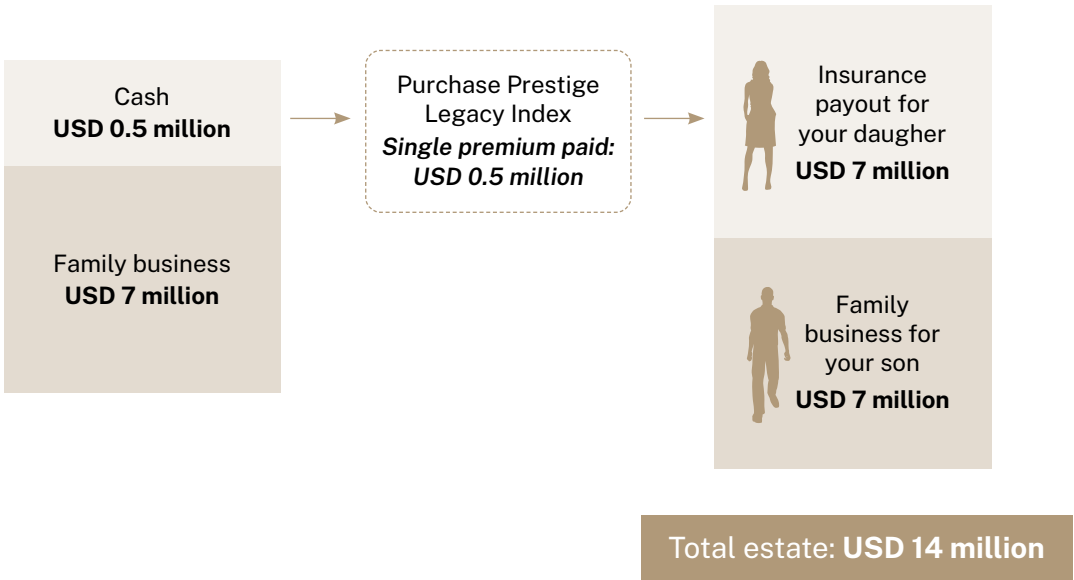 Cash
USD 0.5 million
Family business
USD 7 million
Purchase Prestige
Legacy Index
Single premium paid:
USD 0.5 million
Insurance
payout for
your daugher
USD 7 million
Family
business for
your son
USD 7 million
Total estate: USD 14 million